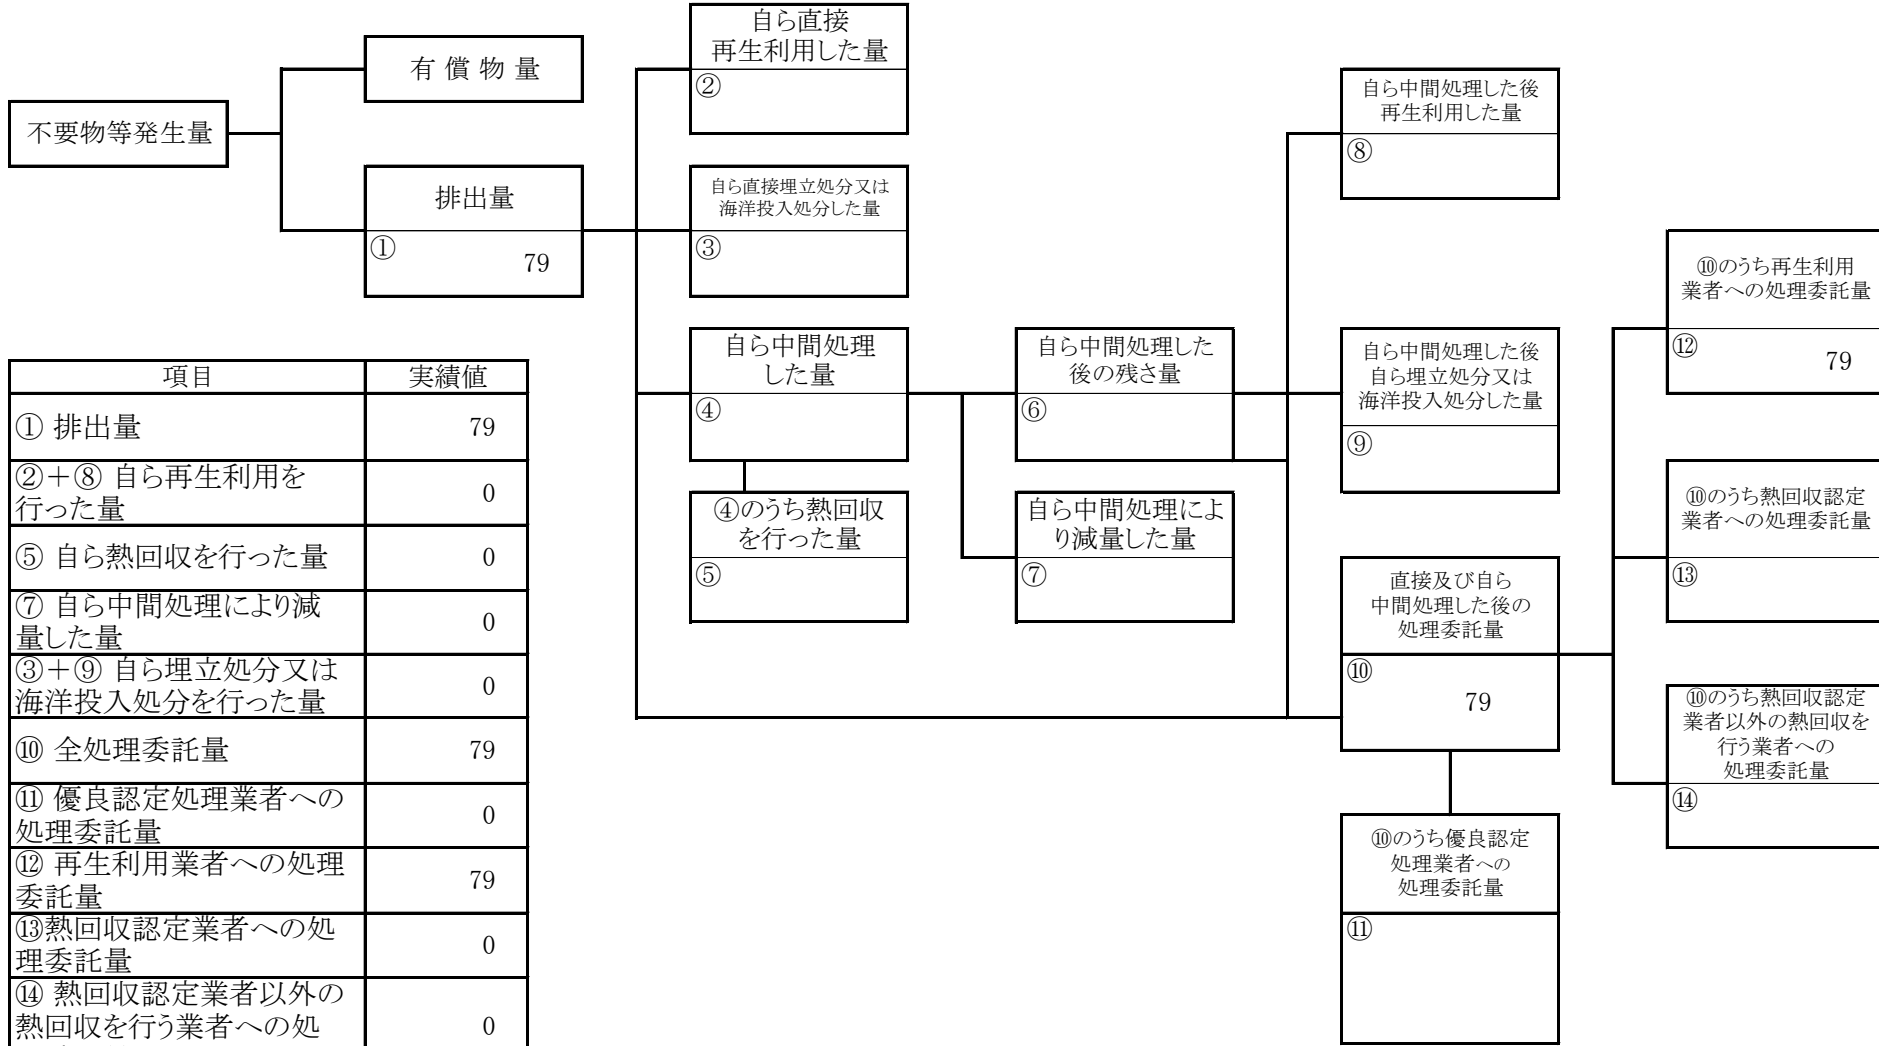 不要物等発生量
有 償 物 量
排出量
①
79
自ら直接
再生利用した量
②
自ら直接埋立処分又は
海洋投入処分した量
③
自ら中間処理
した量
④
④のうち熱回収
を行った量
⑤
自ら中間処理した
後の残さ量
⑥
自ら中間処理によ
り減量した量
⑦
自ら中間処理した後
再生利用した量
⑧
自ら中間処理した後
自ら埋立処分又は
海洋投入処分した量
⑨
直接及び自ら
中間処理した後の
処理委託量
⑩
79
⑩のうち優良認定
処理業者への
処理委託量
⑪
⑩のうち再生利用
業者への処理委託量
⑫
79
⑩のうち熱回収認定
業者への処理委託量
⑬
⑩のうち熱回収認定
業者以外の熱回収を
行う業者への
処理委託量
⑭
項目 実績値
① 排出量 79
②＋⑧ 自ら再生利用を
行った量 0
⑤ 自ら熱回収を行った量 0
⑦ 自ら中間処理により減
量した量 0
③＋⑨ 自ら埋立処分又は
海洋投入処分を行った量 0
⑩ 全処理委託量 79
⑪ 優良認定処理業者への
処理委託量 0
⑫ 再生利用業者への処理
委託量 79
⑬熱回収認定業者への処
理委託量 0
⑭ 熱回収認定業者以外の
熱回収を行う業者への処 0